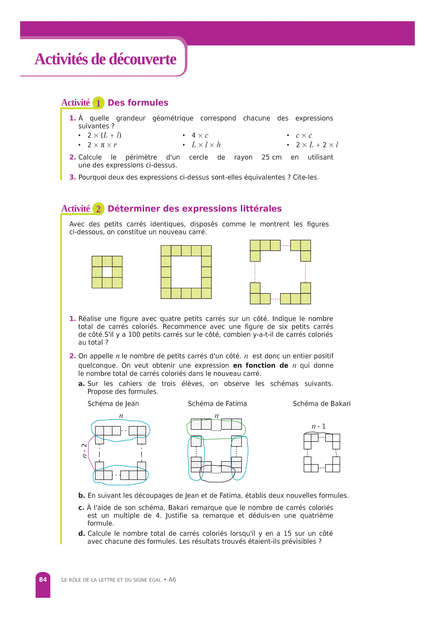 Activités de découverte
Activité 1 Des formules
1. À quelle grandeur géométrique correspond chacune des expressions
suivantes ?
• 2 × (L + l) • 4 × c • c × c
• 2 × π × r • L × l × h • 2 × L + 2 × l
2. Calcule le périmètre d'un cercle de rayon 25 cm en utilisant
une des expressions ci-dessus.
3. Pourquoi deux des expressions ci-dessus sont-elles équivalentes ? Cite-les.
Activité 2 Déterminer des expressions littérales
Avec des petits carrés identiques, disposés comme le montrent les figures
ci-dessous, on constitue un nouveau carré.
1. Réalise une figure avec quatre petits carrés sur un côté. Indique le nombre
total de carrés coloriés. Recommence avec une figure de six petits carrés
de côté.S'il y a 100 petits carrés sur le côté, combien y-a-t-il de carrés coloriés
au total ?
2. On appelle n le nombre de petits carrés d'un côté. n est donc un entier positif
quelconque. On veut obtenir une expression en fonction de n qui donne
le nombre total de carrés coloriés dans le nouveau carré.
a. Sur les cahiers de trois élèves, on observe les schémas suivants.
Propose des formules.
Schéma de Jean Schéma de Fatima Schéma de Bakari
n n n - 1
n - 2
b. En suivant les découpages de Jean et de Fatima, établis deux nouvelles formules.
c. À l'aide de son schéma, Bakari remarque que le nombre de carrés coloriés
est un multiple de 4. Justifie sa remarque et déduis-en une quatrième
formule.
d. Calcule le nombre total de carrés coloriés lorsqu'il y en a 15 sur un côté
avec chacune des formules. Les résultats trouvés étaient-ils prévisibles ?
84 LE RÔLE DE LA LETTRE ET DU SIGNE ÉGAL • A6